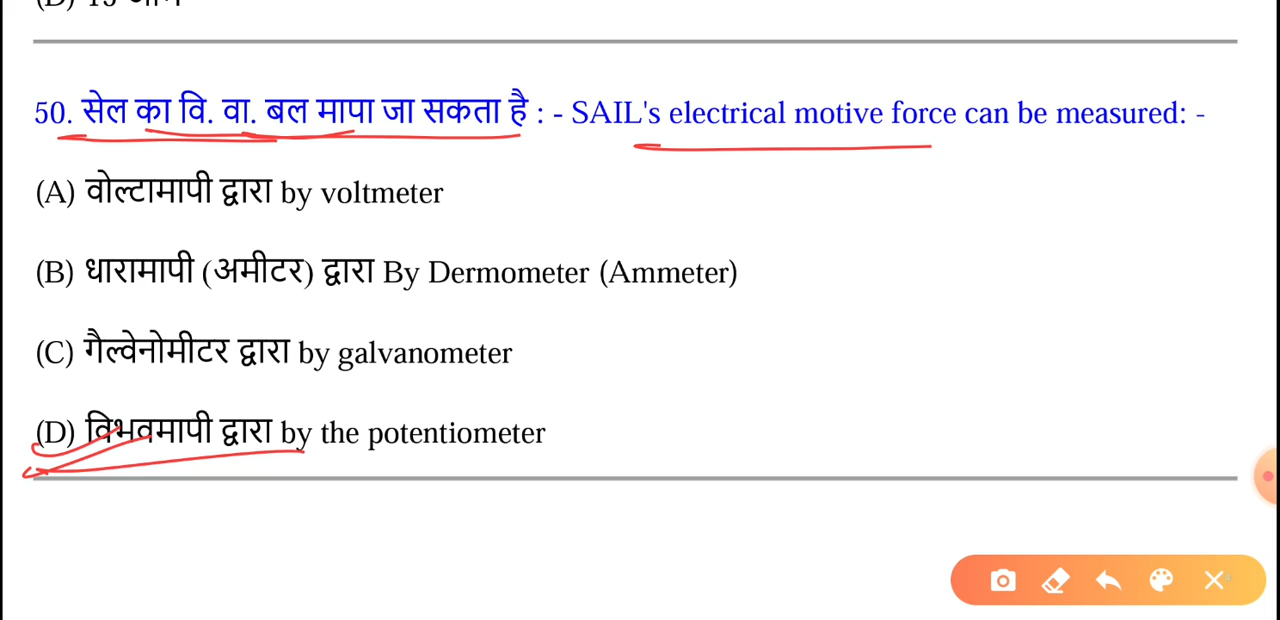 50. सेल का वि. वा. बल मापा जा सकता है : - SAIL's electrical motive force can be measured: -
(A) वोल्टामापी द्वारा by voltmeter
(B) धारामापी (अमीटर) द्वारा By Dermometer (Ammeter)
(C) गैल्वेनोमीटर द्वारा by galvanometer
(D) विभवमापी द्वारा by the potentiometer